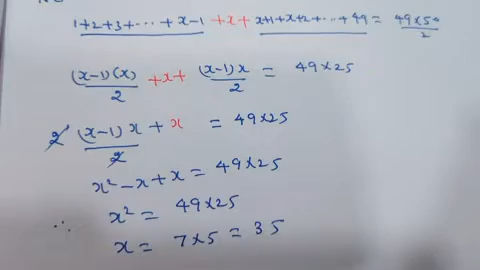 1+2+3+...+x-1+x+x+1+x+2+...+49 = 49×50/2
(x-1)(x)/2 +x+ (x-1)x/2 = 49×25
2 (x-1)x/2 + x = 49×25
x²-x+x = 49×25
∴ x² = 49×25
x = 7×5 = 35